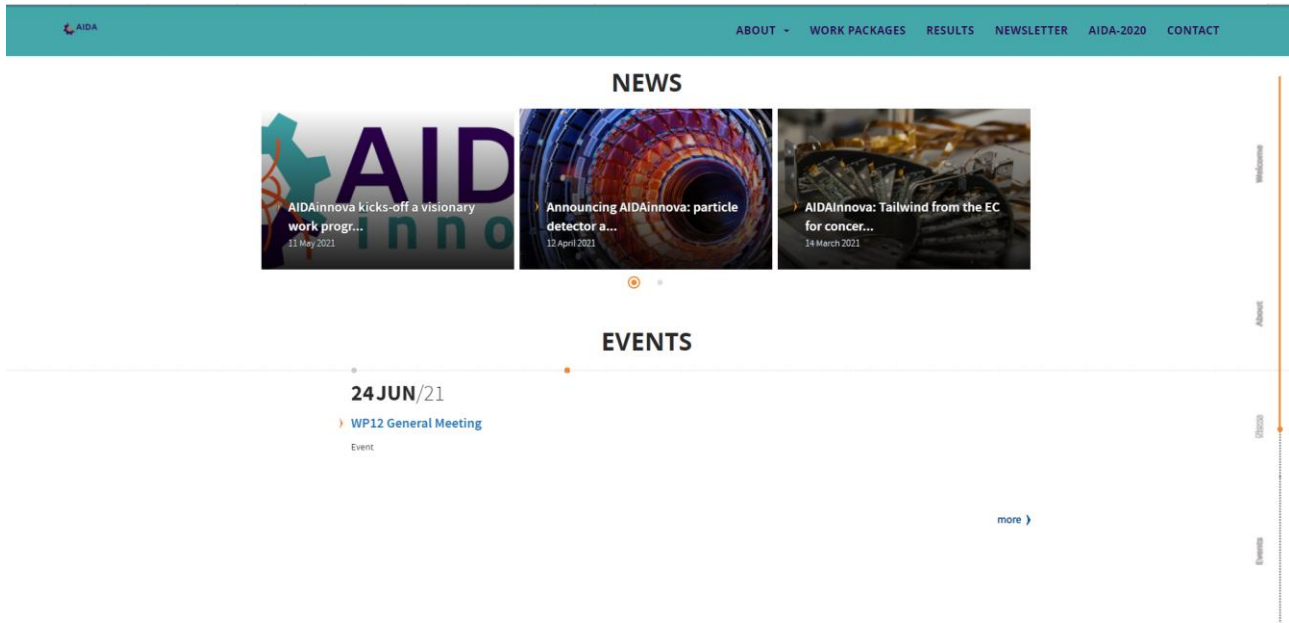 AIDA
ABOUT
WORK PACKAGES
RESULTS
NEWSLETTER
AIDA-2020
CONTACT
NEWS
AID
inno
AIDAinnova kicks-off a visionary
work progr...
11 May 2021
Announcing AIDAinnova: particle
detector a...
12 April 2021
AIDAInnova: Tailwind from the EC
for concer...
14 March 2021
EVENTS
24 JUN/21
WP12 General Meeting
Event
more
Welcome
About
Events